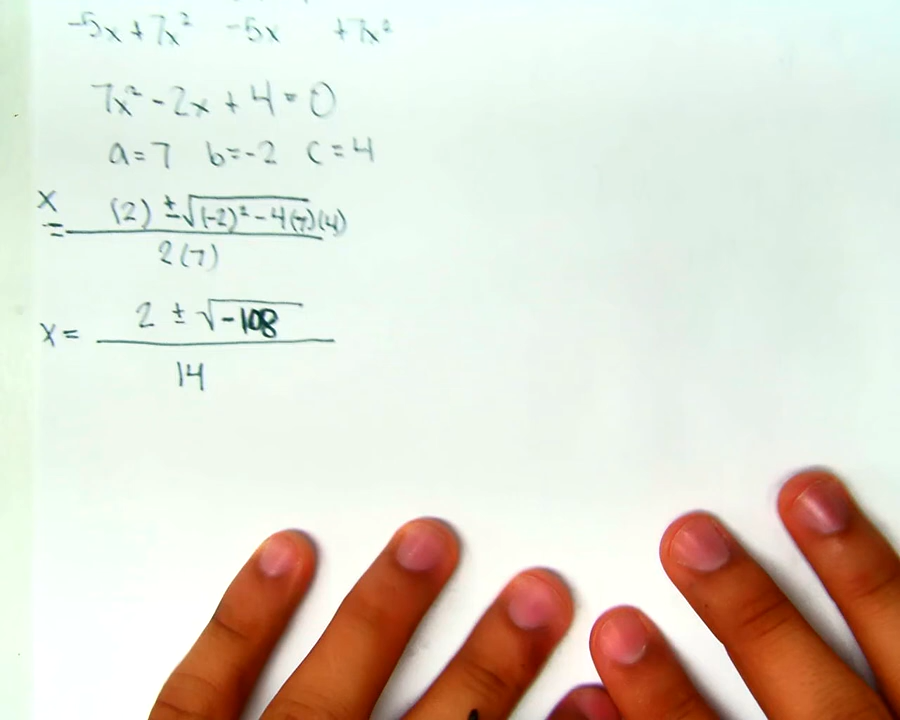 -5x + 7x² -5x +7x²
7x² - 2x + 4 = 0
a = 7 b = -2 c = 4
x = (2) ± √(-2)² - 4(7)(4)
2(7)
x = 2 ± √-108
14